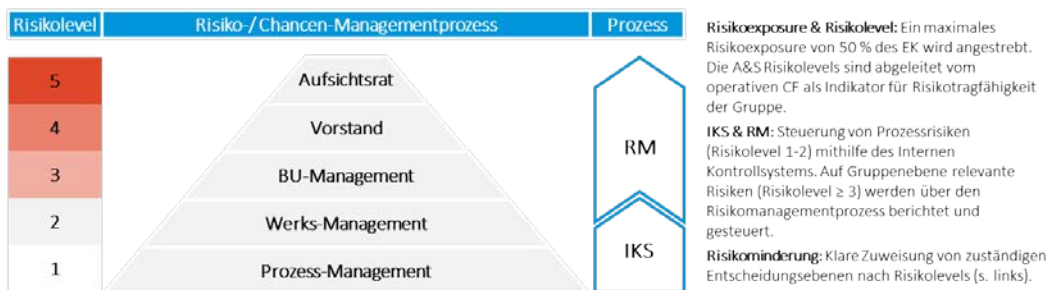 Risikolevel Risiko-/ Chancen-Managementprozess Prozess
5 Aufsichtsrat
4 Vorstand
3 BU-Management
2 Werks-Management
1 Prozess-Management
RM
IKS
Risikoexposure & Risikolevel: Ein maximales
Risikoexposure von 50 % des EK wird angestrebt.
Die A&S Risikolevels sind abgeleitet vom
operativen CF als Indikator für Risikotragfähigkeit
der Gruppe.
IKS & RM: Steuerung von Prozessrisiken
(Risikolevel 1-2) mithilfe des Internen
Kontrollsystems. Auf Gruppenebene relevante
Risiken (Risikolevel ≥ 3) werden über den
Risikomanagementprozess berichtet und
gesteuert.
Risikominderung: Klare Zuweisung von zuständigen
Entscheidungsebenen nach Risikolevels (s. links).